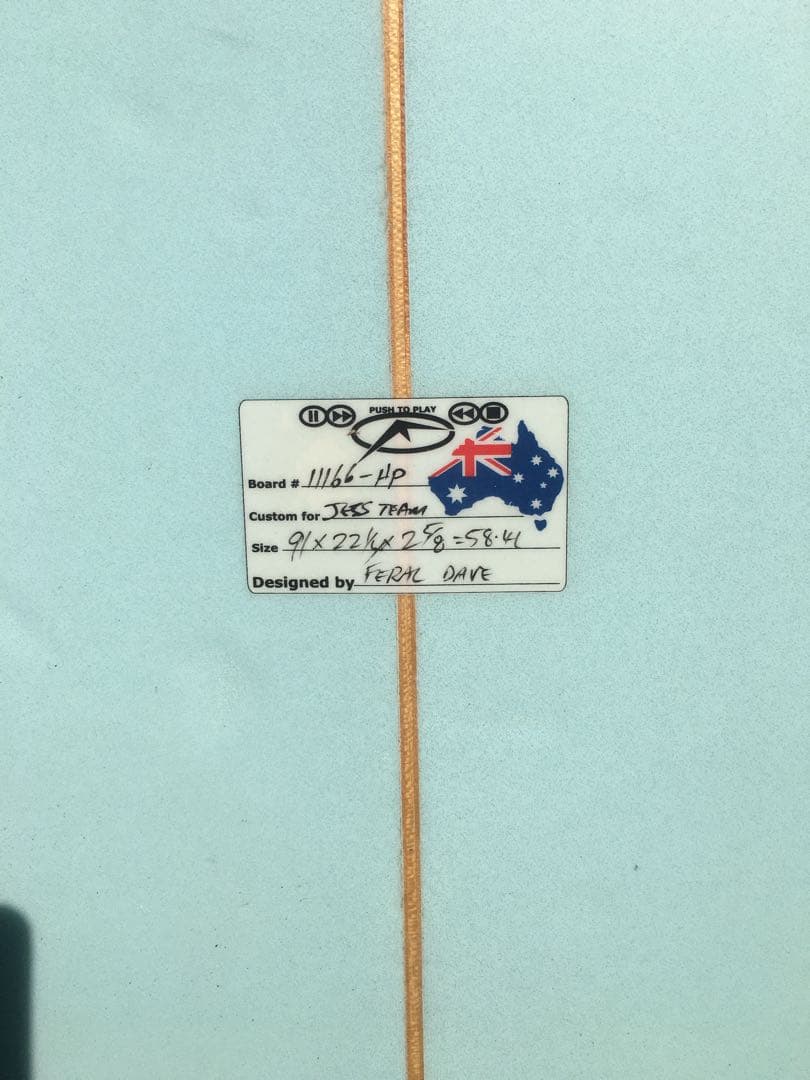 PUSH TO PLAY
Board # 11166-HP
Custom for JESS TEAM
Size 9'1 x 22 1/4 x 2 5/8 = 58.4L
Designed by FERAL DAVE